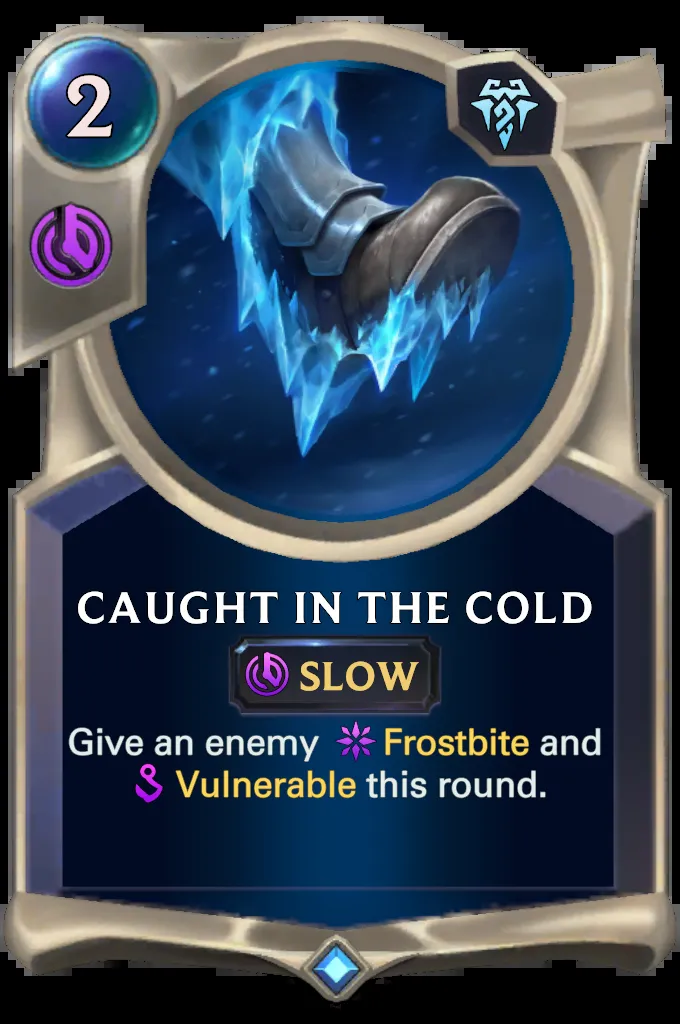 2
CAUGHT IN THE COLD
SLOW
Give an enemy Frostbite and
Vulnerable this round.